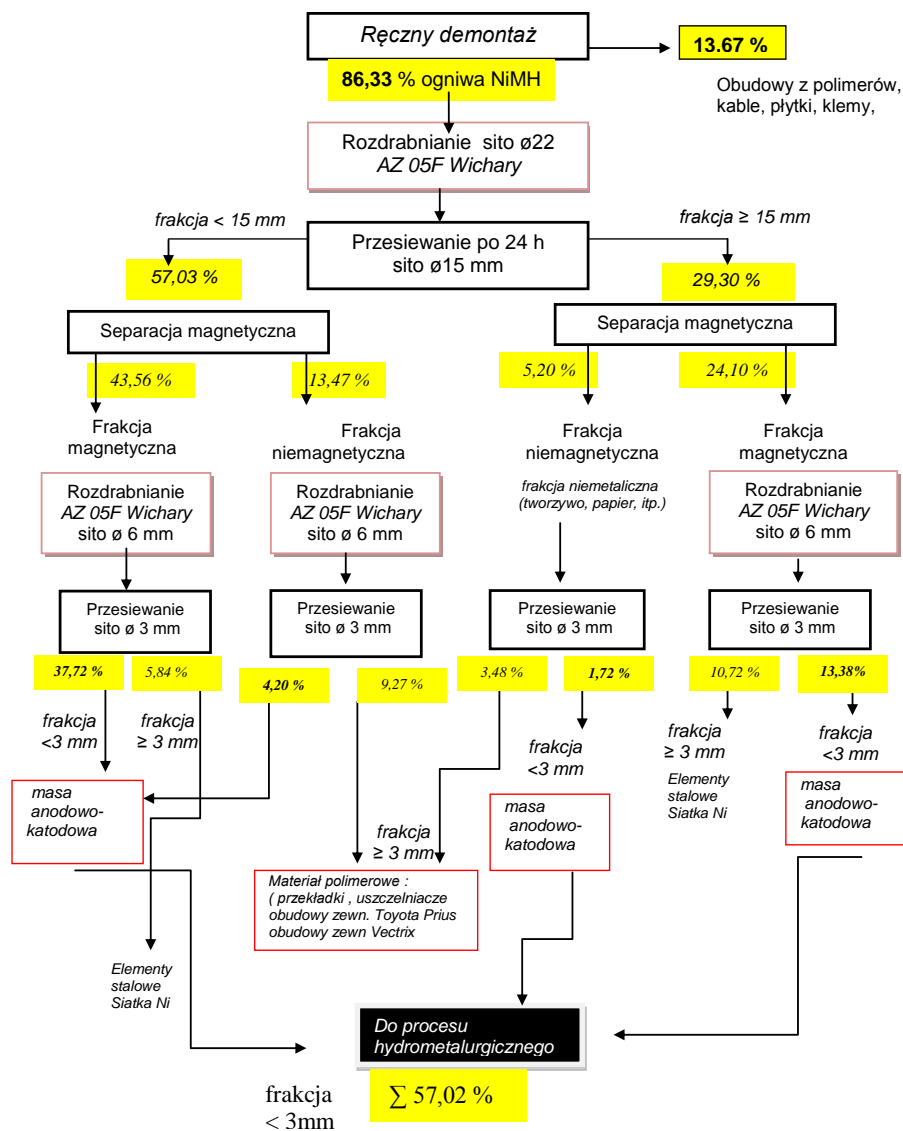 Ręczny demontaż
13.67 %
86,33 % ogniwa NiMH
Obudowy z polimerów,
kable, płytki, klemy,
Rozdrabnianie sito ø22
AZ 05F Wichary
frakcja < 15 mm
frakcja ≥ 15 mm
Przesiewanie po 24 h
sito ø15 mm
57,03 %
29,30 %
Separacja magnetyczna
Separacja magnetyczna
43,56 %
13,47 %
5,20 %
24,10 %
Frakcja
magnetyczna
Frakcja
niemagnetyczna
Frakcja
niemagnetyczna
frakcja niemetaliczna
(tworzywo, papier, itp.)
Frakcja
magnetyczna
Rozdrabnianie
AZ 05F Wichary
sito ø 6 mm
Rozdrabnianie
AZ 05F Wichary
sito ø 6 mm
Rozdrabnianie
AZ 05F Wichary
sito ø 6 mm
Przesiewanie
sito ø 3 mm
Przesiewanie
sito ø 3 mm
Przesiewanie
sito ø 3 mm
Przesiewanie
sito ø 3 mm
37,72 %
5,84 %
4,20 %
9,27 %
3,48 %
1,72 %
10,72 %
13,38%
frakcja
<3 mm
frakcja
≥ 3 mm
frakcja
<3 mm
frakcja
≥ 3 mm
Elementy
stalowe
Siatka Ni
frakcja
<3 mm
masa
anodowo-
katodowa
frakcja
≥ 3 mm
masa
anodowo-
katodowa
masa
anodowo-
katodowa
Materiał polimerowe :
( przekładki , uszczelniacze
obudowy zewn. Toyota Prius
obudowy zewn Vectrix
Elementy
stalowe
Siatka Ni
Do procesu
hydrometalurgicznego
frakcja
< 3mm
∑ 57,02 %